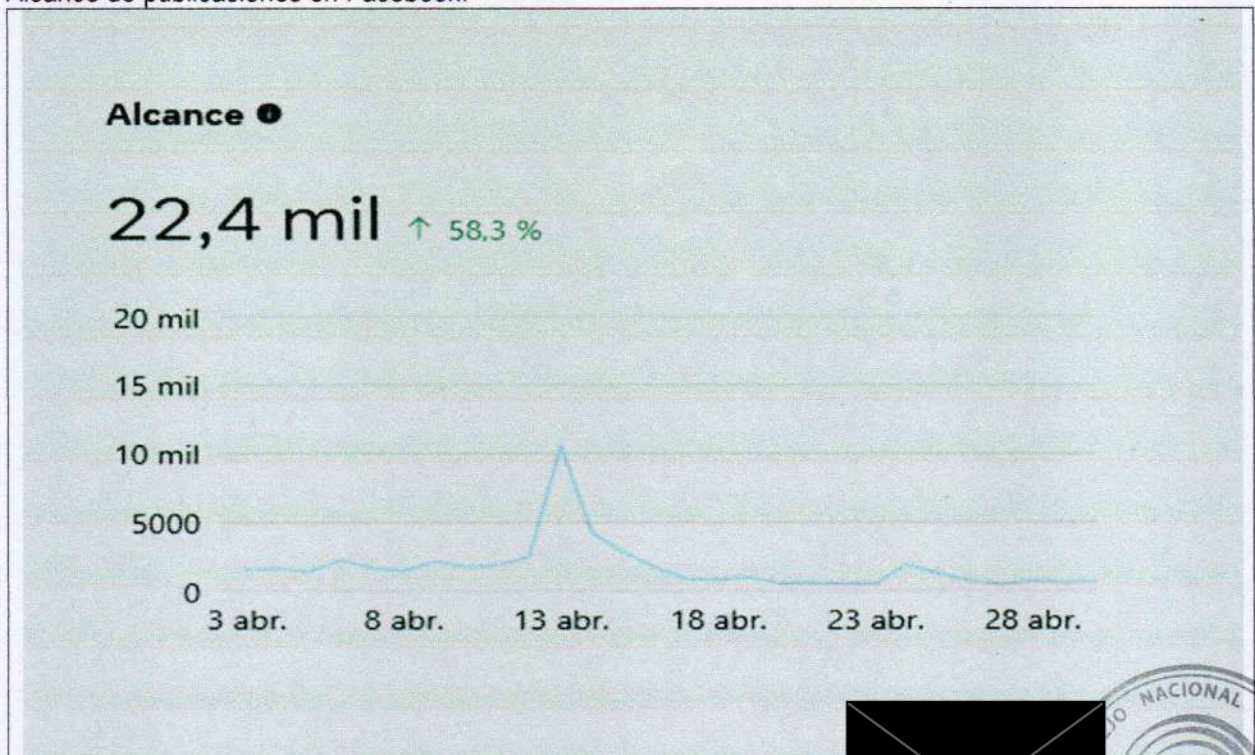 Alcance de publicaciones en Facebook.
Alcance
22,4 mil ↑ 58,3 %
20 mil
15 mil
10 mil
5000
0
3 abr. 8 abr. 13 abr. 18 abr. 23 abr. 28 abr.
NACIONAL